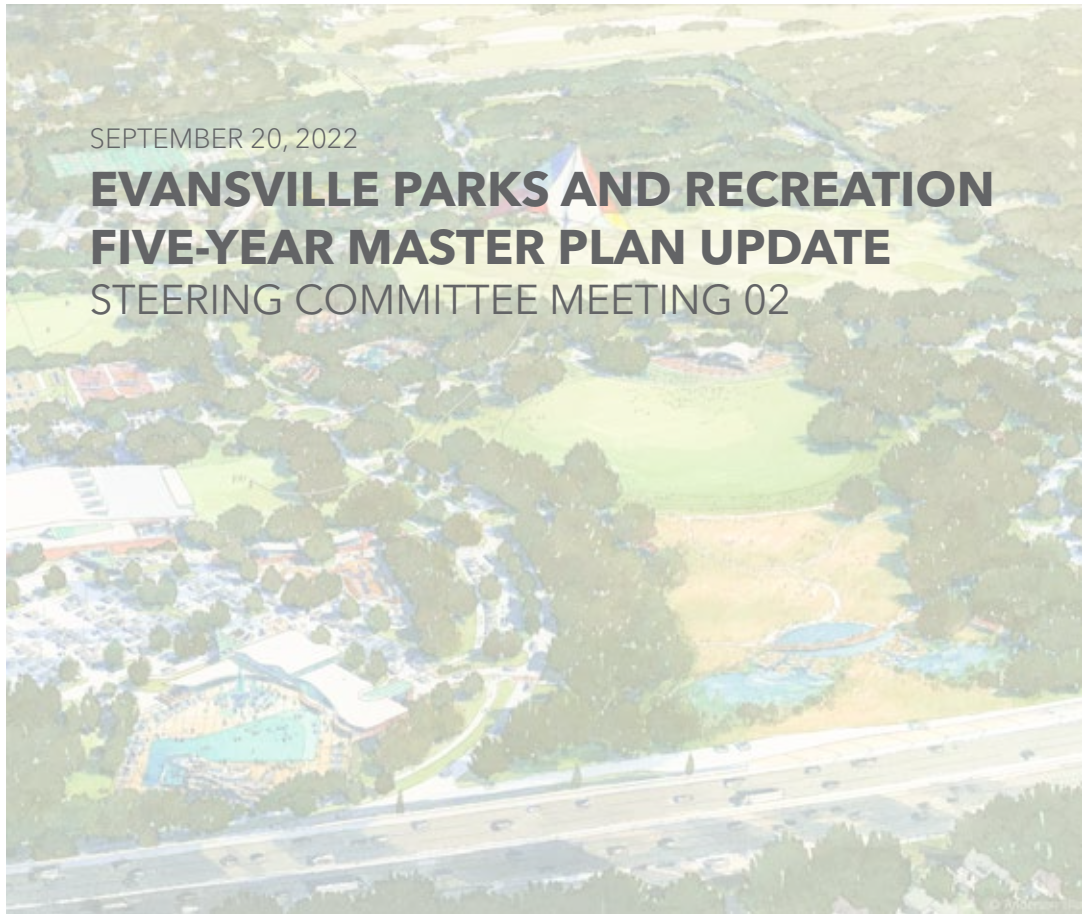 SEPTEMBER 20, 2022
EVANSVILLE PARKS AND RECREATION
FIVE-YEAR MASTER PLAN UPDATE
STEERING COMMITTEE MEETING 02